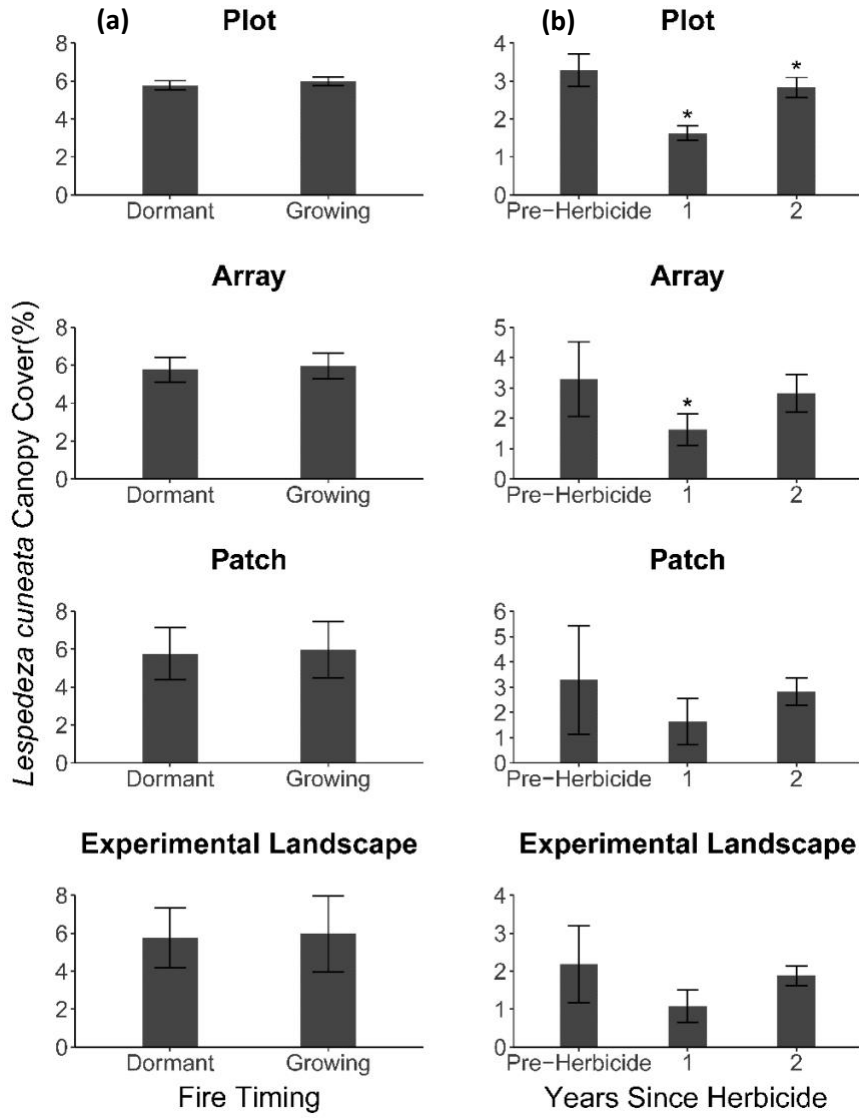 (a) Plot
8
6
4
2
0
Dormant Growing
(b) Plot
4
3
2
1
0
*
*
Pre-Herbicide 1 2
Array
8
6
4
2
0
Dormant Growing
Array
5
4
3
2
1
0
*
Pre-Herbicide 1 2
Patch
8
6
4
2
0
Dormant Growing
Patch
6
5
4
3
2
1
0
Pre-Herbicide 1 2
Experimental Landscape
8
6
4
2
0
Dormant Growing
Fire Timing
Experimental Landscape
4
3
2
1
0
Pre-Herbicide 1 2
Years Since Herbicide
Lespedeza cuneata Canopy Cover(%)